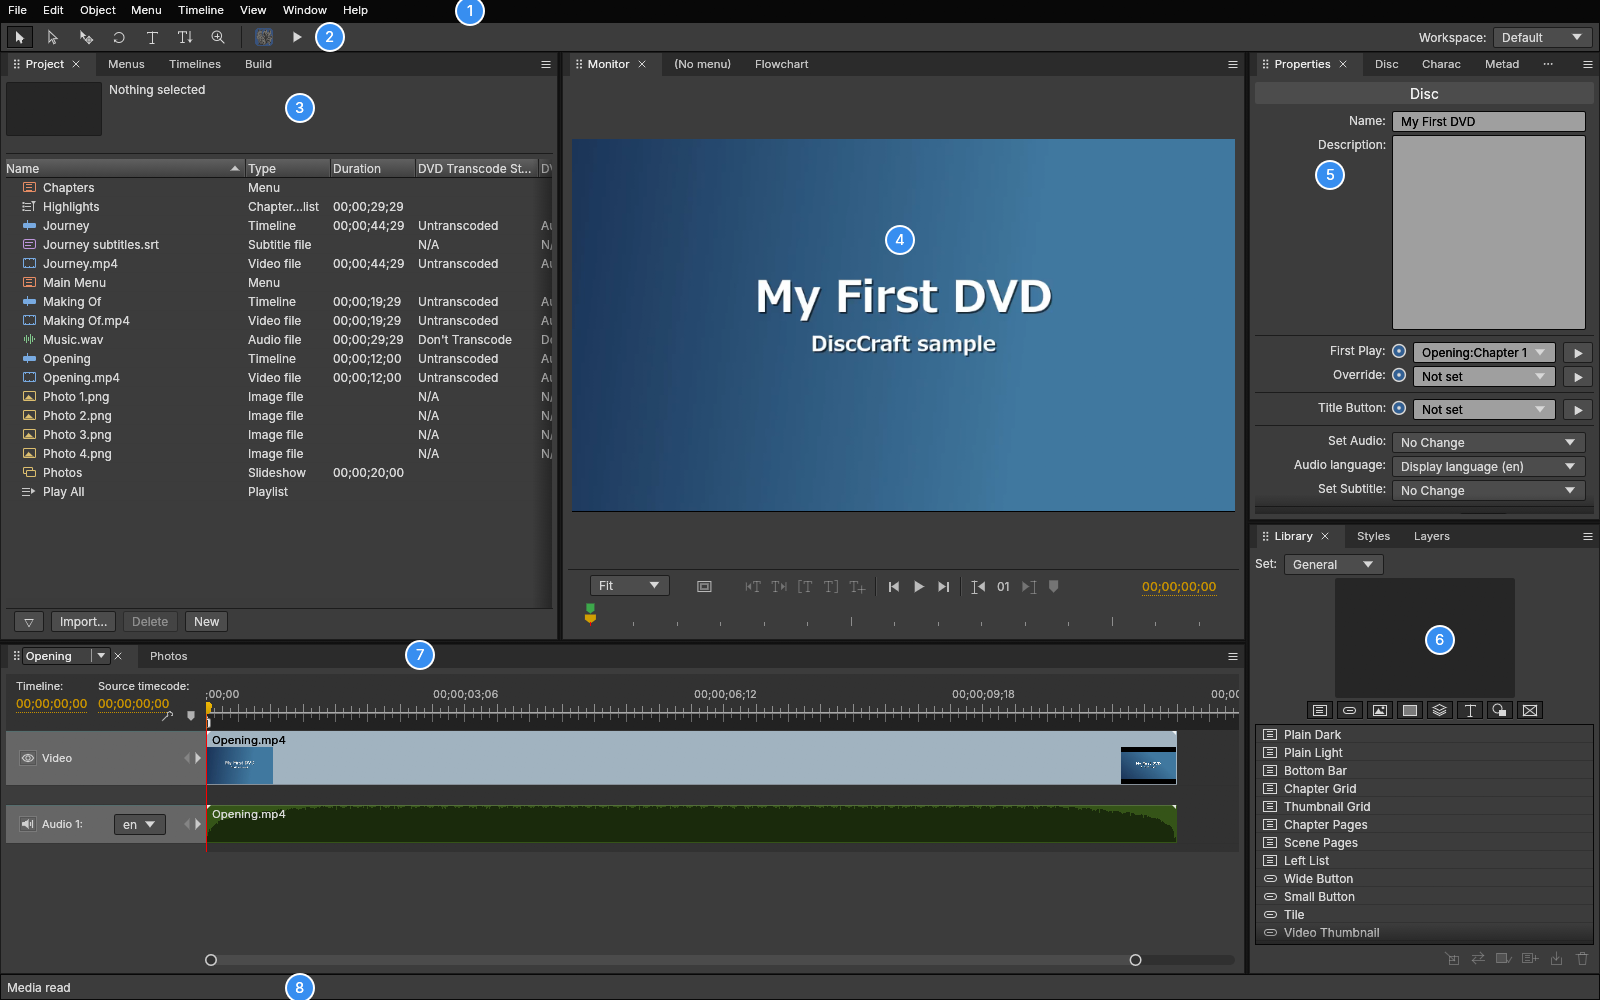 File Edit Object Menu Timeline View Window Help
1
2
Workspace: Default
Project Menus Timelines Build
Nothing selected
3
Name Type Duration DVD Transcode St...
Chapters Menu
Highlights Chapter...list 00;00;29;29
Journey Timeline 00;00;44;29 Untranscoded
Journey subtitles.srt Subtitle file N/A
Journey.mp4 Video file 00;00;44;29 Untranscoded
Main Menu Menu
Making Of Timeline 00;00;19;29 Untranscoded
Making Of.mp4 Video file 00;00;19;29 Untranscoded
Music.wav Audio file 00;00;29;29 Don't Transcode
Opening Timeline 00;00;12;00 Untranscoded
Opening.mp4 Video file 00;00;12;00 Untranscoded
Photo 1.png Image file N/A
Photo 2.png Image file N/A
Photo 3.png Image file N/A
Photo 4.png Image file N/A
Photos Slideshow 00;00;20;00
Play All Playlist
Import... Delete New
Monitor (No menu) Flowchart
4
My First DVD
DiscCraft sample
Fit
01
00;00;00;00
Properties Disc Charac Metad ...
Disc
Name: My First DVD
Description:
5
First Play: Opening:Chapter 1
Override: Not set
Title Button: Not set
Set Audio: No Change
Audio language: Display language (en)
Set Subtitle: No Change
Library Styles Layers
Set: General
6
Plain Dark
Plain Light
Bottom Bar
Chapter Grid
Thumbnail Grid
Chapter Pages
Scene Pages
Left List
Wide Button
Small Button
Tile
Video Thumbnail
Opening Photos
7
Timeline: Source timecode:
00;00;00;00 00;00;00;00
;00;00 00;00;03;06 00;00;06;12 00;00;09;18 00;00
Video
Opening.mp4
My First DVD
Audio 1: en
Opening.mp4
Media read
8